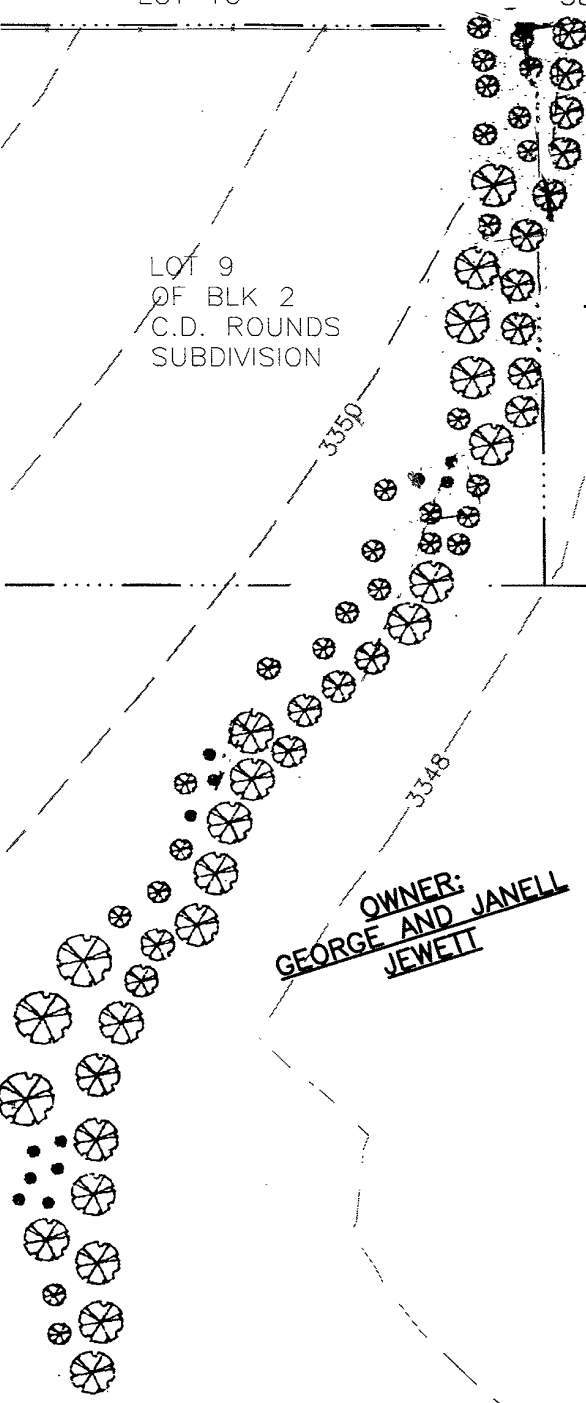 LOT 9
OF BLK 2
C.D. ROUNDS
SUBDIVISION
3350
3348
OWNER:
GEORGE AND JANELL
JEWETT